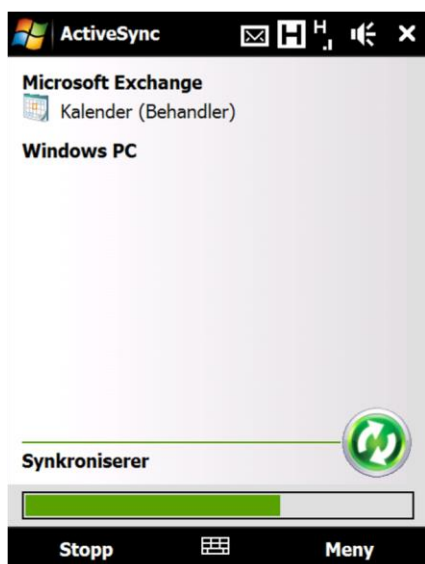 ActiveSync
H H
Microsoft Exchange
Kalender (Behandler)
Windows PC
Synkroniserer
Stopp Meny